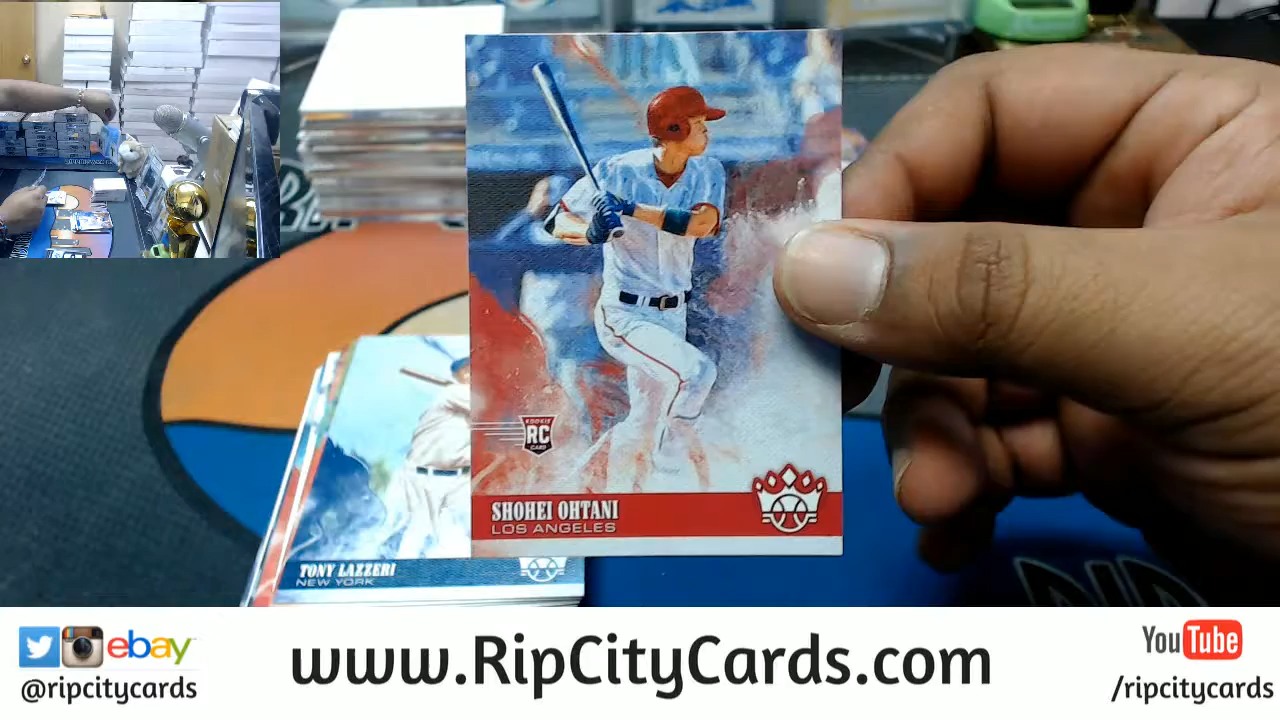 ROOKIE
RC
CARD
SHOHEI OHTANI
LOS ANGELES
TONY LAZZERI
NEW YORK
ebay
@ripcitycards
www.RipCityCards.com
YouTube
/ripcitycards